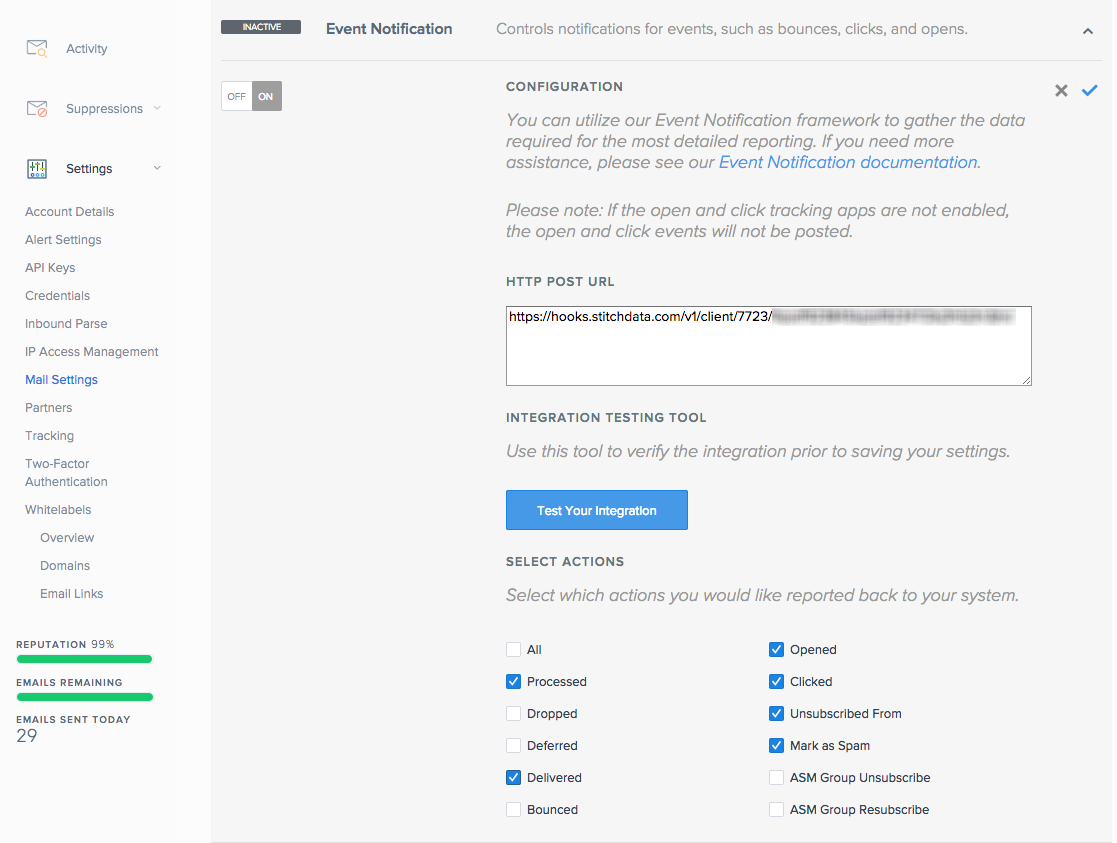 Activity
Suppressions
Settings
Account Details
Alert Settings
API Keys
Credentials
Inbound Parse
IP Access Management
Mail Settings
Partners
Tracking
Two-Factor
Authentication
Whitelabels
Overview
Domains
Email Links
REPUTATION 99%
EMAILS REMAINING
EMAILS SENT TODAY
29
INACTIVE
Event Notification
Controls notifications for events, such as bounces, clicks, and opens.
OFF
ON
CONFIGURATION
You can utilize our Event Notification framework to gather the data
required for the most detailed reporting. If you need more
assistance, please see our Event Notification documentation.
Please note: If the open and click tracking apps are not enabled,
the open and click events will not be posted.
HTTP POST URL
https://hooks.stitchdata.com/v1/client/7723/
INTEGRATION TESTING TOOL
Use this tool to verify the integration prior to saving your settings.
Test Your Integration
SELECT ACTIONS
Select which actions you would like reported back to your system.
All
Processed
Dropped
Deferred
Delivered
Bounced
Opened
Clicked
Unsubscribed From
Mark as Spam
ASM Group Unsubscribe
ASM Group Resubscribe